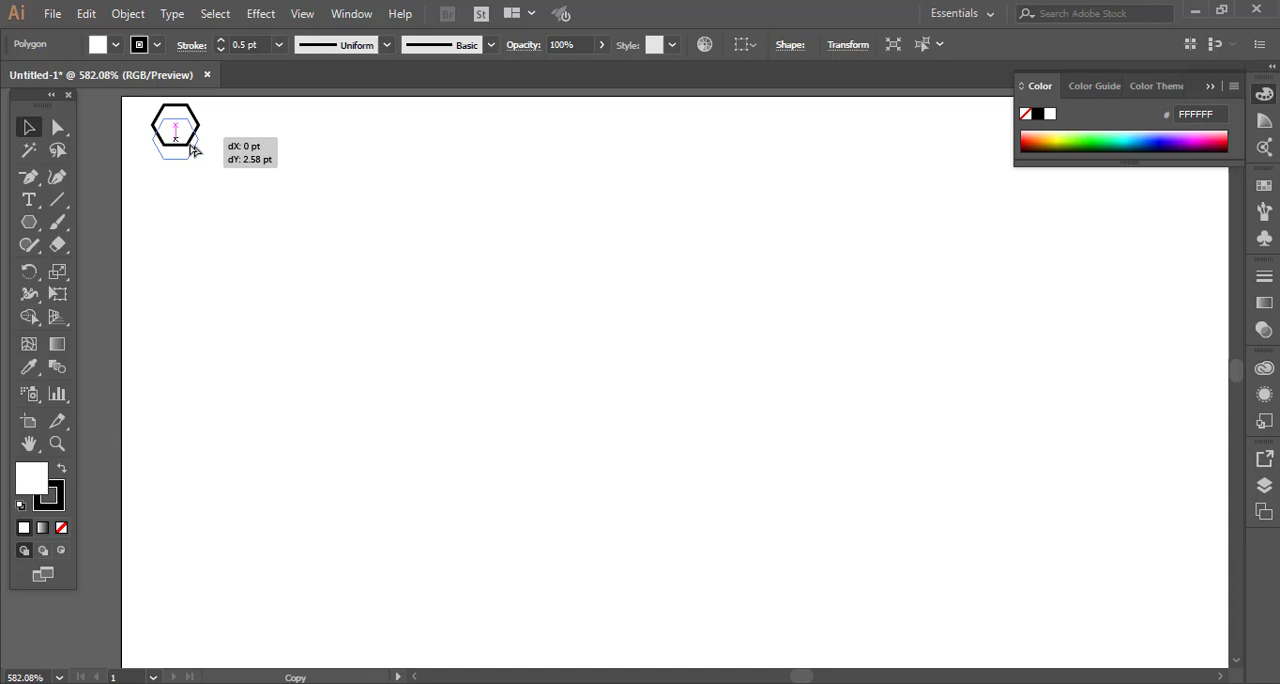 Ai File Edit Object Type Select Effect View Window Help Br St Essentials Search Adobe Stock
Polygon Stroke: 0.5 pt Uniform Basic Opacity: 100% Style: Shape: Transform
Untitled-1* @ 582.08% (RGB/Preview)
Color Color Guide Color Theme
# FFFFFF
dX: 0 pt
dY: 2.58 pt
T
582.08% 1 Copy